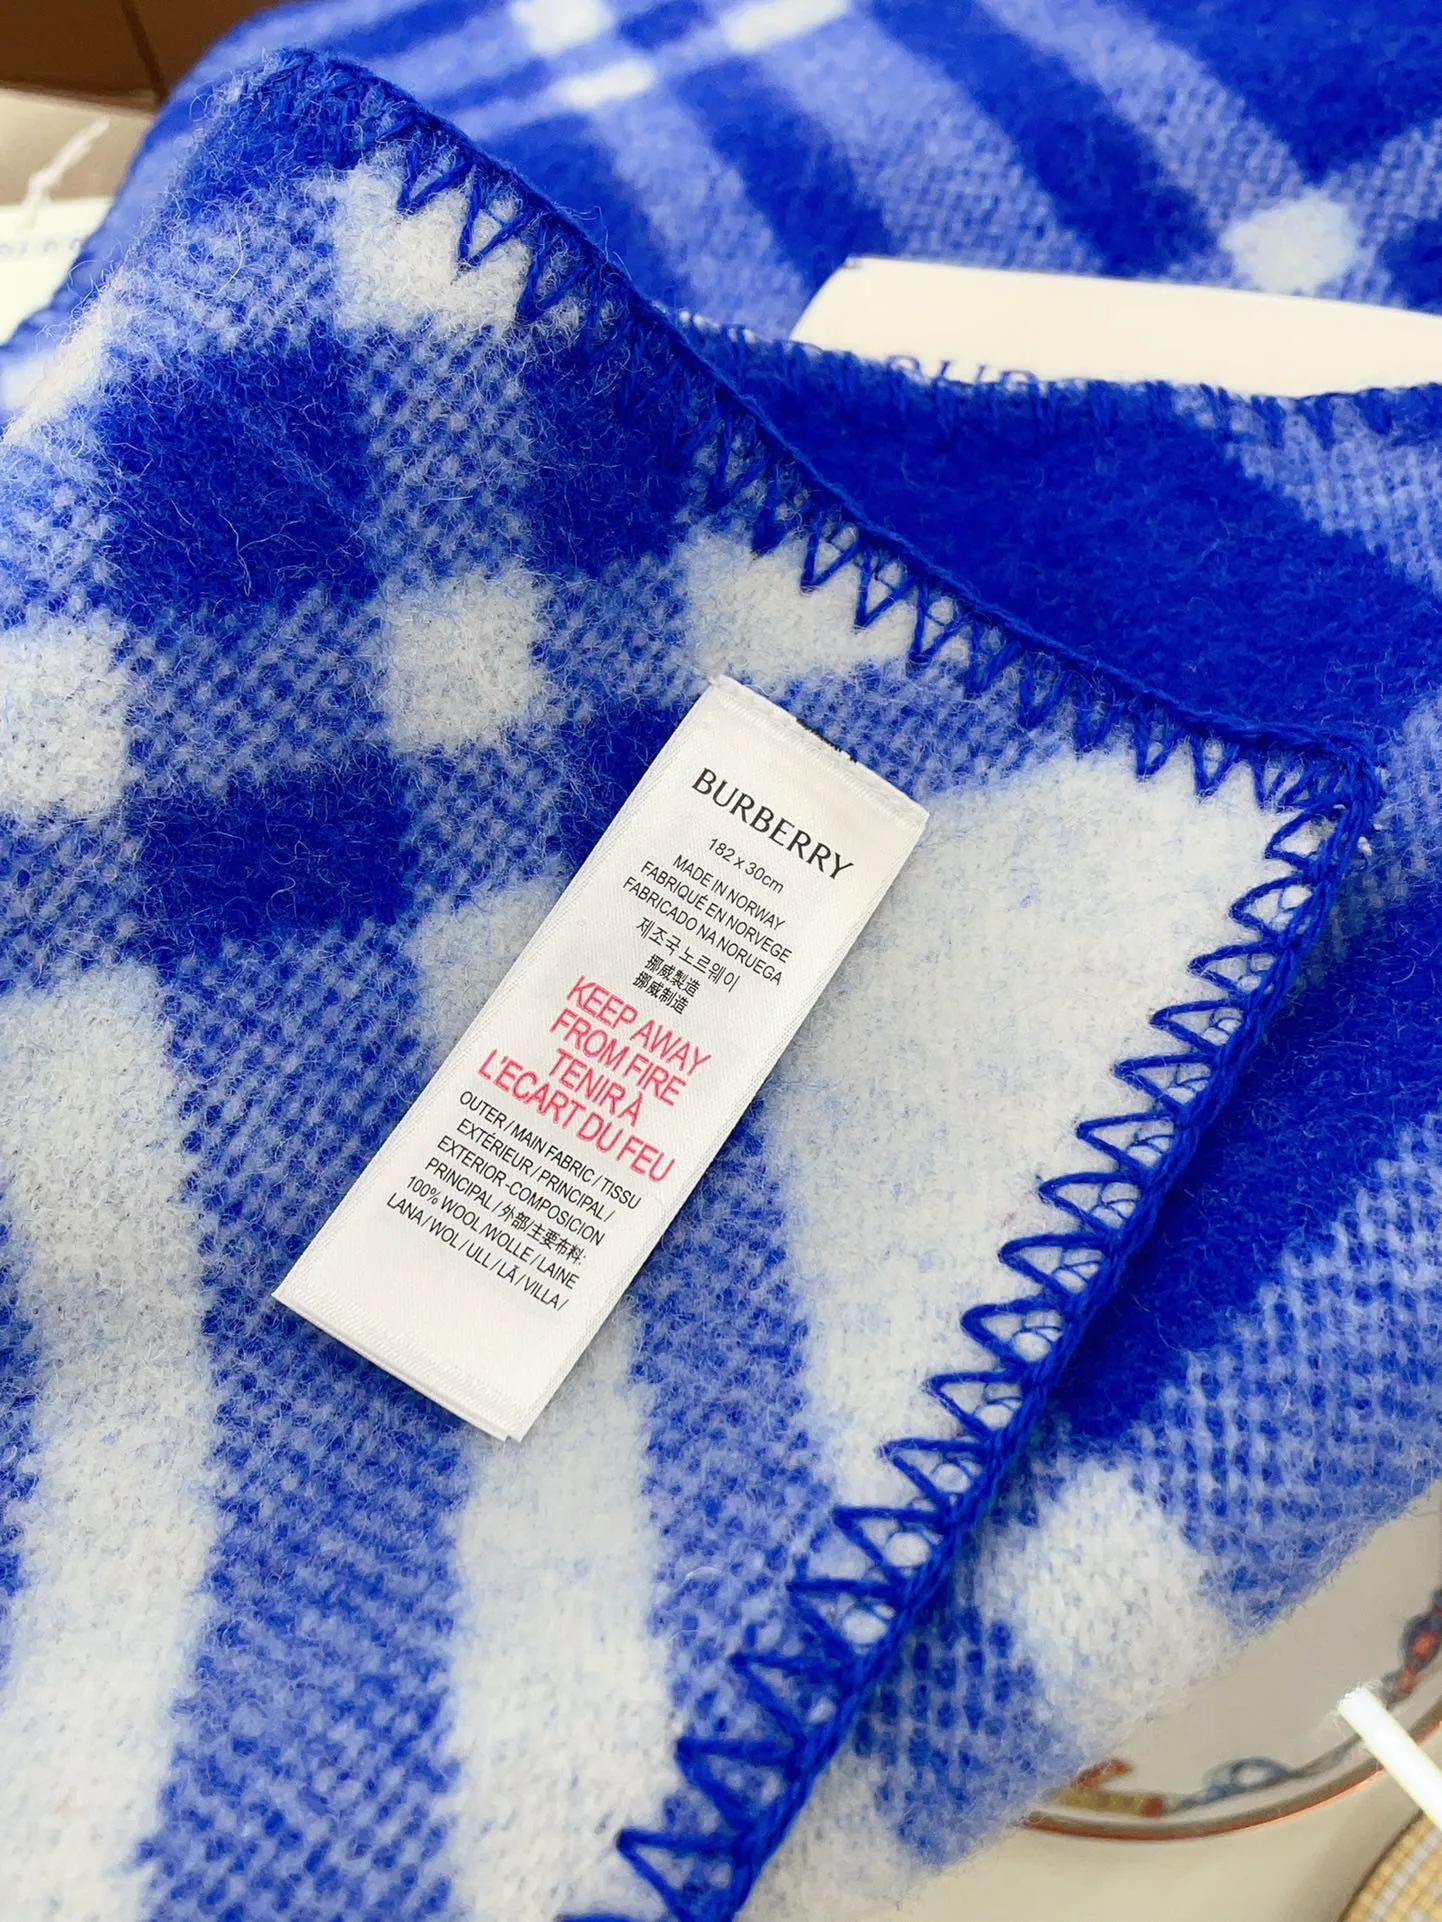 BURBERRY
182 x 30cm
MADE IN NORWAY
FABRIQUÉ EN NORVEGE
FABRICADO NA NORUEGA
제조국 노르웨이
挪威製造
挪威制造
KEEP AWAY
FROM FIRE
TENIR À
L'ECART DU FEU
OUTER / MAIN FABRIC / TISSU
EXTÉRIEUR / PRINCIPAL /
EXTERIOR -COMPOSICION
PRINCIPAL / 外部/主要布料:
100% WOOL /WOLLE / LAINE
LANA / WOL / ULL / LÃ / VILLA /